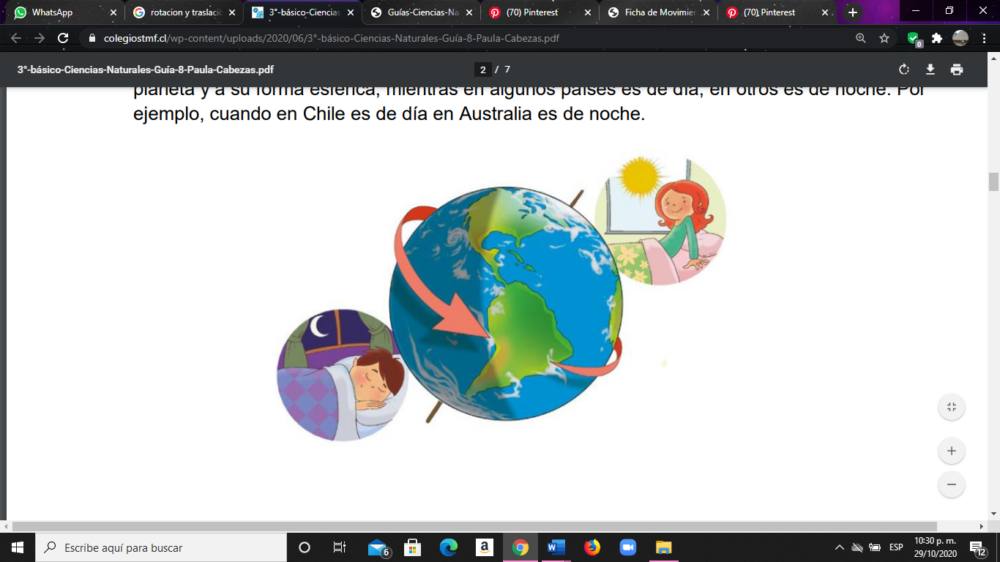 WhatsApp
rotacion y traslació
3°-básico-Ciencias
Guías-Ciencias-Na
(70) Pinterest
Ficha de Movimien
(70) Pinterest
colegiostmf.cl/wp-content/uploads/2020/06/3°-básico-Ciencias-Naturales-Guía-8-Paula-Cabezas.pdf
0
3°-básico-Ciencias-Naturales-Guía-8-Paula-Cabezas.pdf
2 / 7
planeta y a su forma esférica, mientras en algunos países es de día, en otros es de noche. Por
ejemplo, cuando en Chile es de día en Australia es de noche.
Escribe aquí para buscar
6
ESP
10:30 p. m.
29/10/2020
12